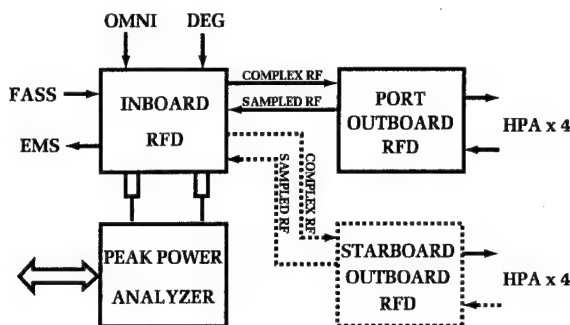 OMNI DEG
COMPLEX RF
FASS
INBOARD
RFD
SAMPLED RF
PORT
OUTBOARD
RFD
HPA x 4
EMS
SAMPLED RF
COMPLEX RF
PEAK POWER
ANALYZER
STARBOARD
OUTBOARD
RFD
HPA x 4